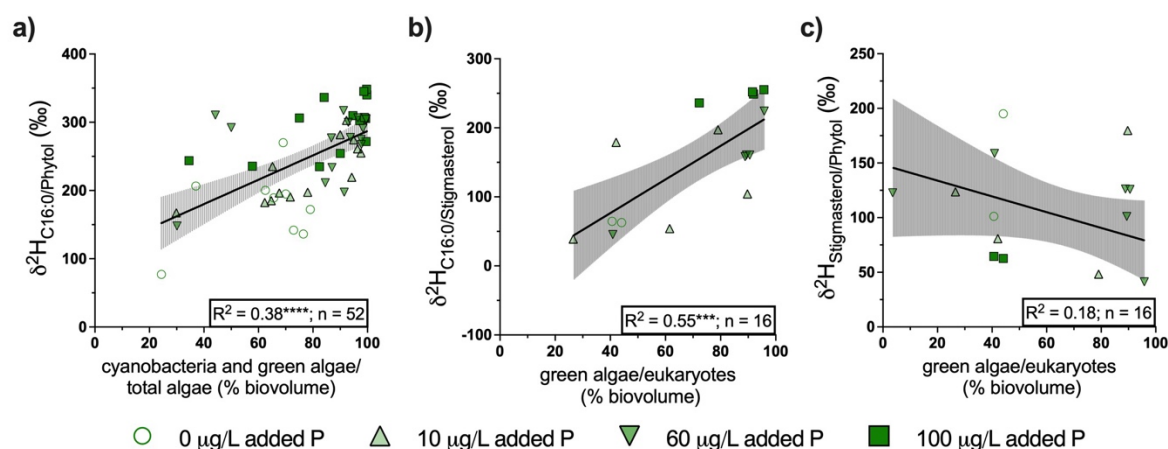 a)
δ²H_C16:0/Phytol (‰)
400
300
200
100
0
0 20 40 60 80 100
R² = 0.38****; n = 52
cyanobacteria and green algae/
total algae (% biovolume)
b)
δ²H_C16:0/Stigmasterol (‰)
300
200
100
0
-100
0 20 40 60 80 100
R² = 0.55***; n = 16
green algae/eukaryotes
(% biovolume)
c)
δ²H_Stigmasterol/Phytol (‰)
250
200
150
100
50
0
0 20 40 60 80 100
R² = 0.18; n = 16
green algae/eukaryotes
(% biovolume)
0 µg/L added P 10 µg/L added P 60 µg/L added P 100 µg/L added P